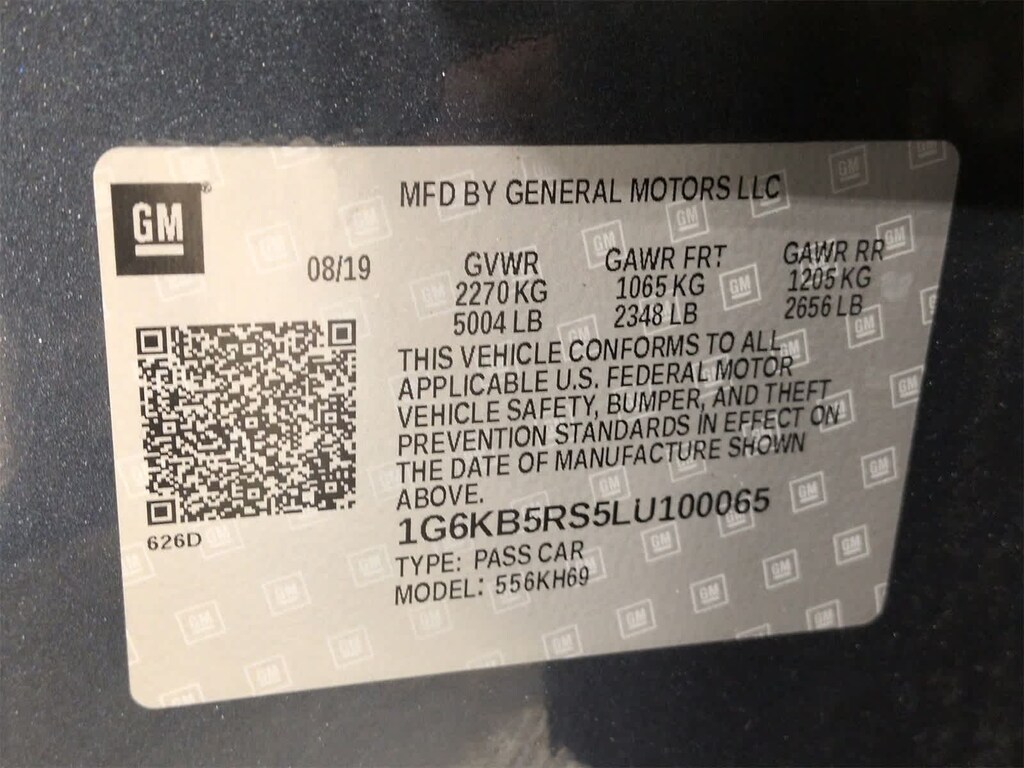 GM
MFD BY GENERAL MOTORS LLC
08/19
GVWR GAWR FRT GAWR RR
2270 KG 1065 KG 1205 KG
5004 LB 2348 LB 2656 LB
THIS VEHICLE CONFORMS TO ALL
APPLICABLE U.S. FEDERAL MOTOR
VEHICLE SAFETY, BUMPER, AND THEFT
PREVENTION STANDARDS IN EFFECT ON
THE DATE OF MANUFACTURE SHOWN
ABOVE.
626D
1G6KB5RS5LU100065
TYPE: PASS CAR
MODEL: 556KH69